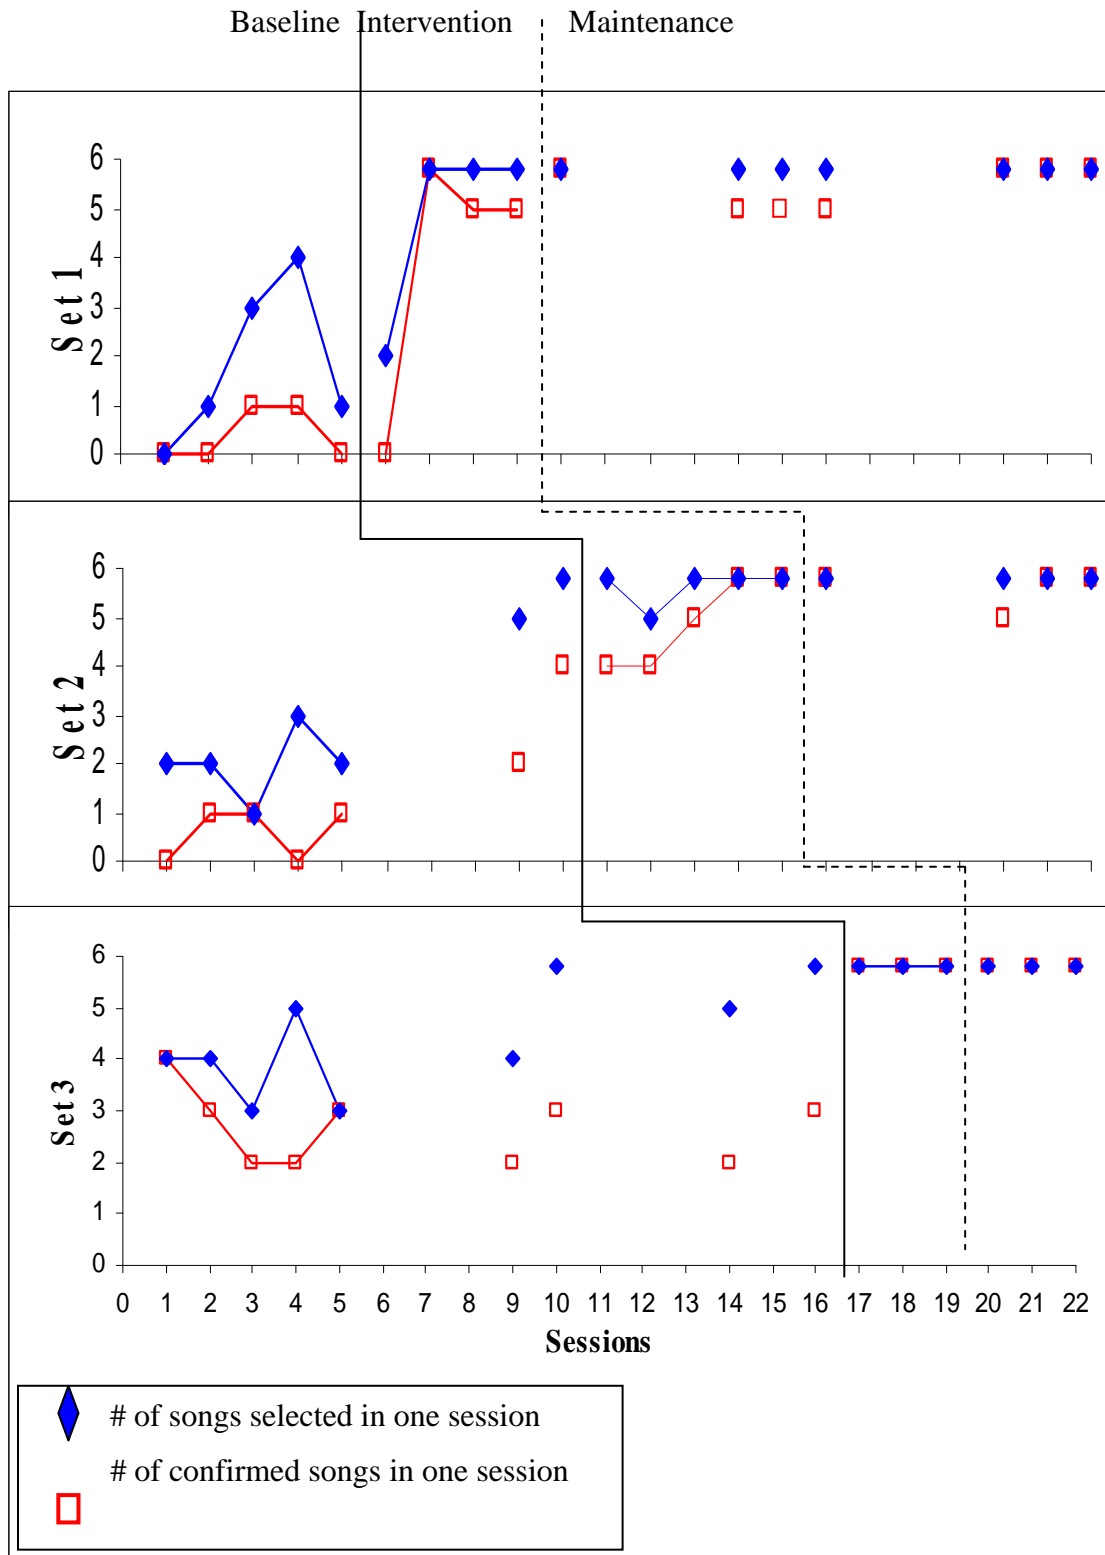 Baseline Intervention Maintenance
6
5
4
3
2
1
0
Set 1
6
5
4
3
2
1
0
Set 2
6
5
4
3
2
1
0
Set 3
0 1 2 3 4 5 6 7 8 9 10 11 12 13 14 15 16 17 18 19 20 21 22
Sessions
# of songs selected in one session
# of confirmed songs in one session